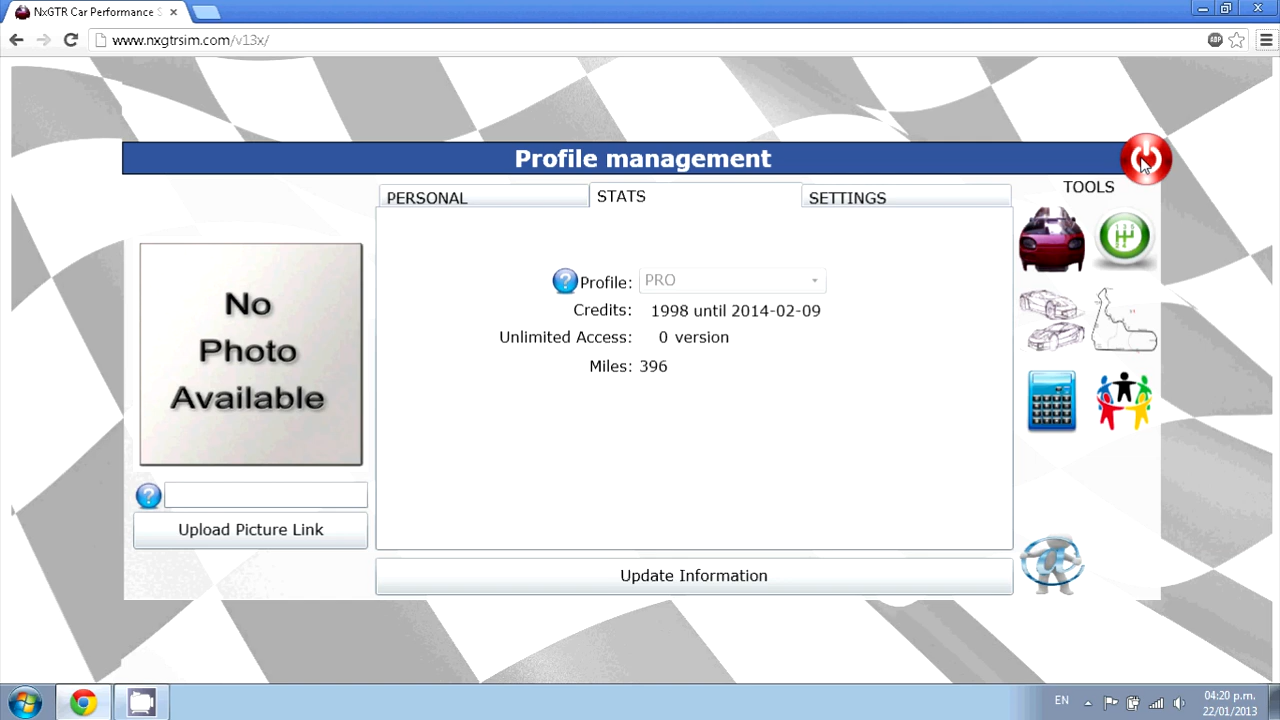 NxGTR Car Performance S
www.nxgtrsim.com/v13x/
ABP
Profile management
TOOLS
PERSONAL
STATS
SETTINGS
No
Photo
Available
Profile: PRO
Credits: 1998 until 2014-02-09
Unlimited Access: 0 version
Miles: 396
Upload Picture Link
Update Information
EN
04:20 p.m.
22/01/2013